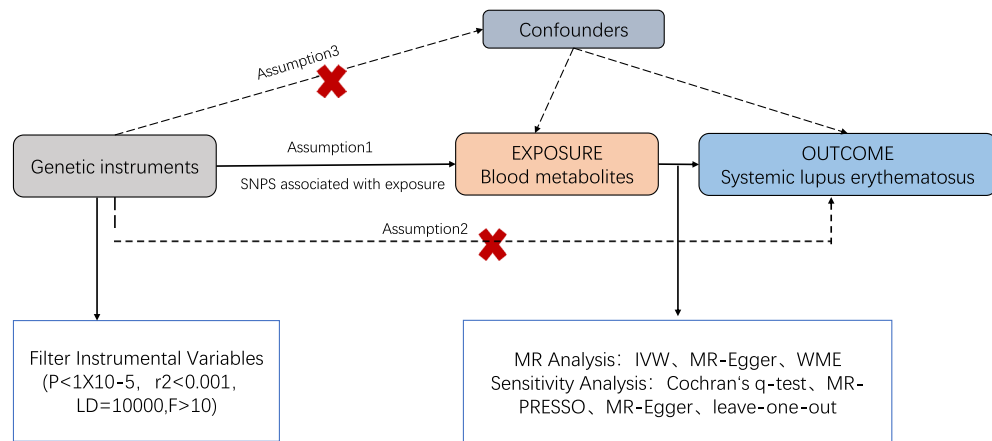 Confounders
Assumption3
Genetic instruments
Assumption1
SNPS associated with exposure
EXPOSURE
Blood metabolites
OUTCOME
Systemic lupus erythematosus
Assumption2
Filter Instrumental Variables
(P<1X10-5, r2<0.001,
LD=10000,F>10)
MR Analysis：IVW、MR-Egger、WME
Sensitivity Analysis：Cochran‘s q-test、MR-
PRESSO、MR-Egger、leave-one-out